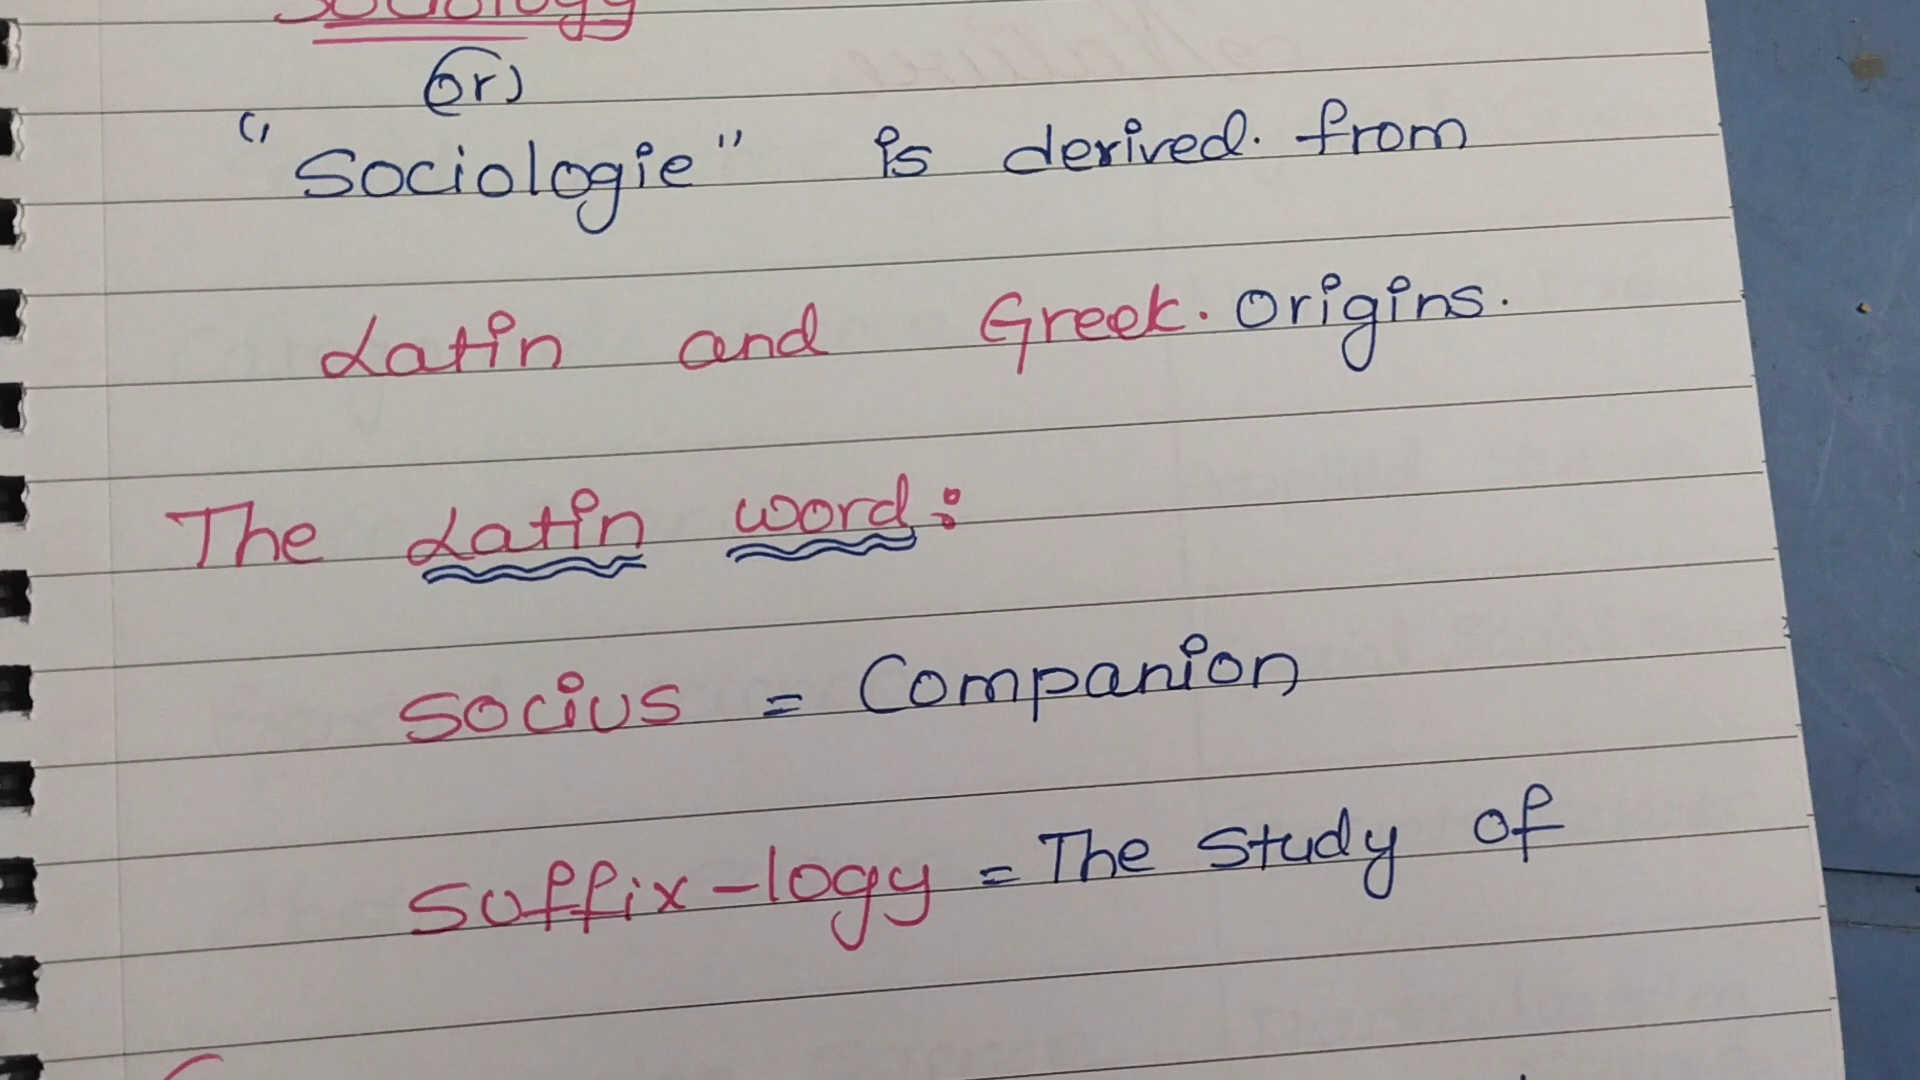 Sociology
(or)
"Sociologie" is derived. from
Latin and Greek. origins.
The Latin word:
socius = Companion
suffix -logy = The Study of